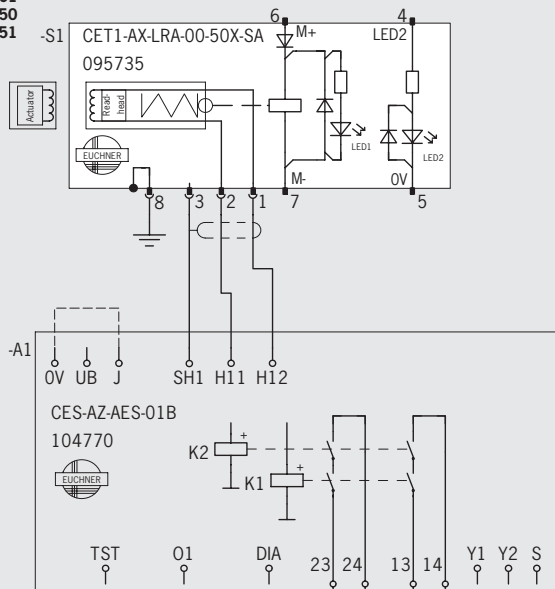 50
51
-S1 CET1-AX-LRA-00-50X-SA
095735
6 M+
4
LED2
Actuator
Read-
head
EUCHNER
LED1
LED2
M-
0V
8 3 2 1 7 5
-A1
0V UB J SH1 H11 H12
CES-AZ-AES-01B
104770
EUCHNER
K2 +
K1 +
TST O1 DIA 23 24 13 14 Y1 Y2 S